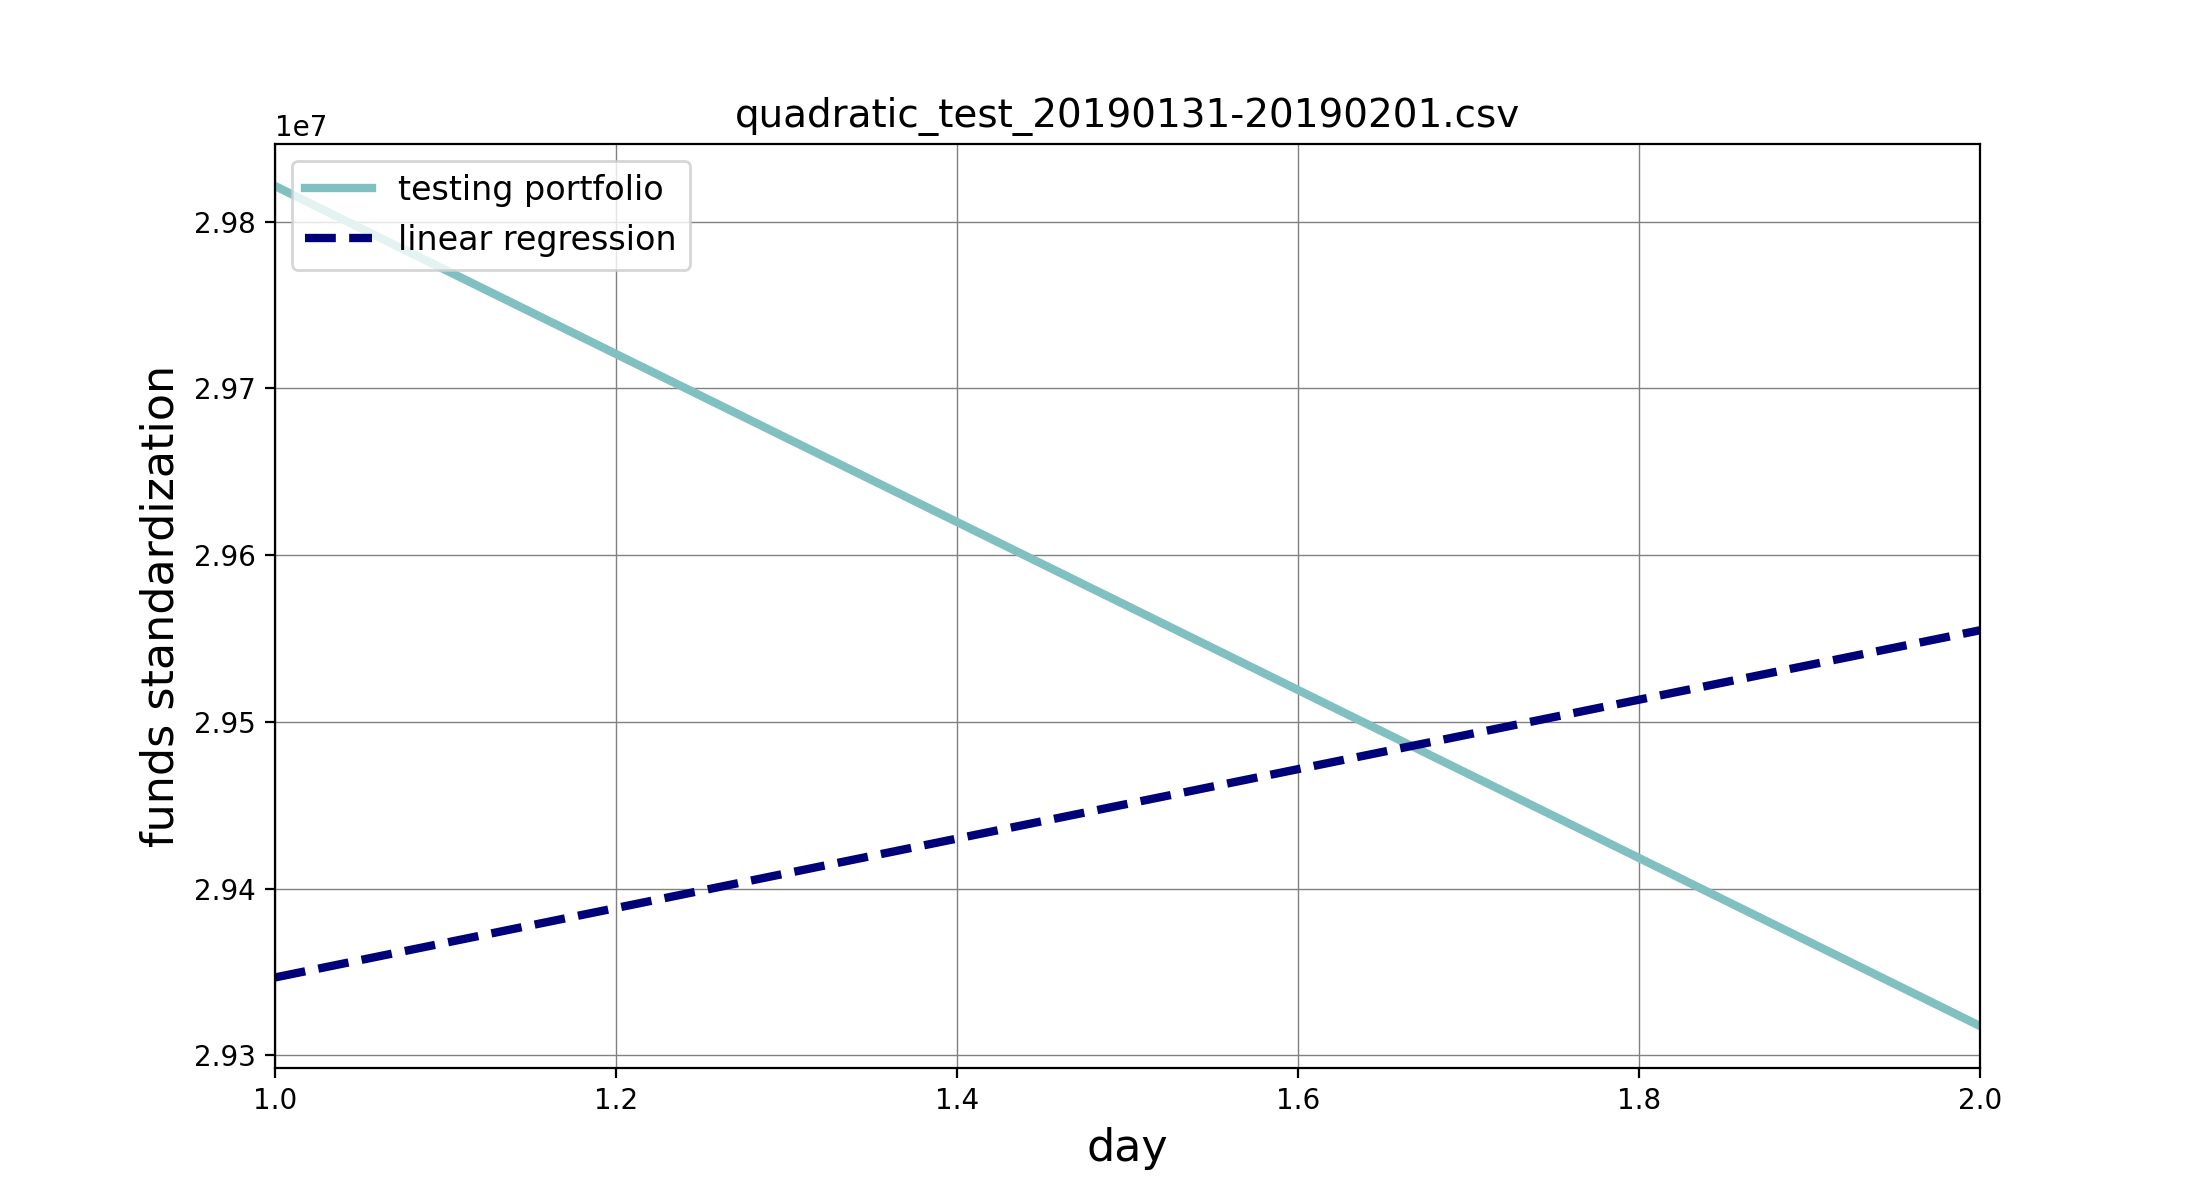 quadratic_test_20190131-20190201.csv
1e7
testing portfolio
linear regression
2.98
2.97
2.96
2.95
2.94
2.93
funds standardization
1.0 1.2 1.4 1.6 1.8 2.0
day